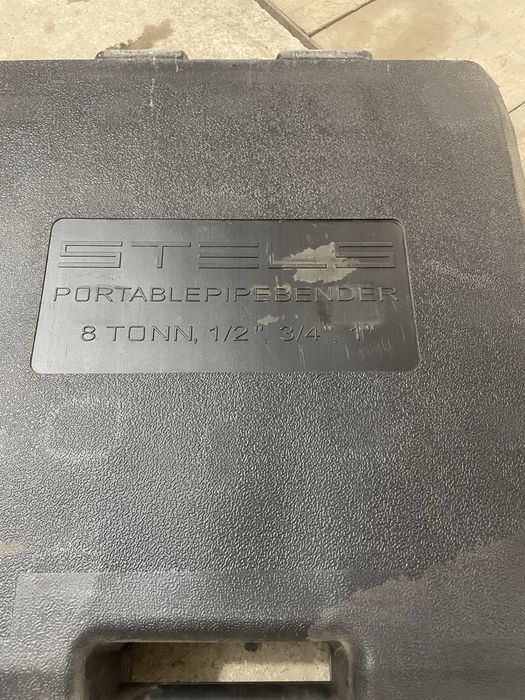 STELS
PORTABLEPIPEBENDER
8 TONN, 1/2", 3/4", 1"